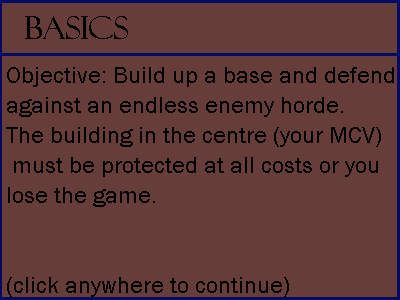 BASICS
Objective: Build up a base and defend
against an endless enemy horde.
The building in the centre (your MCV)
must be protected at all costs or you
lose the game.
(click anywhere to continue)